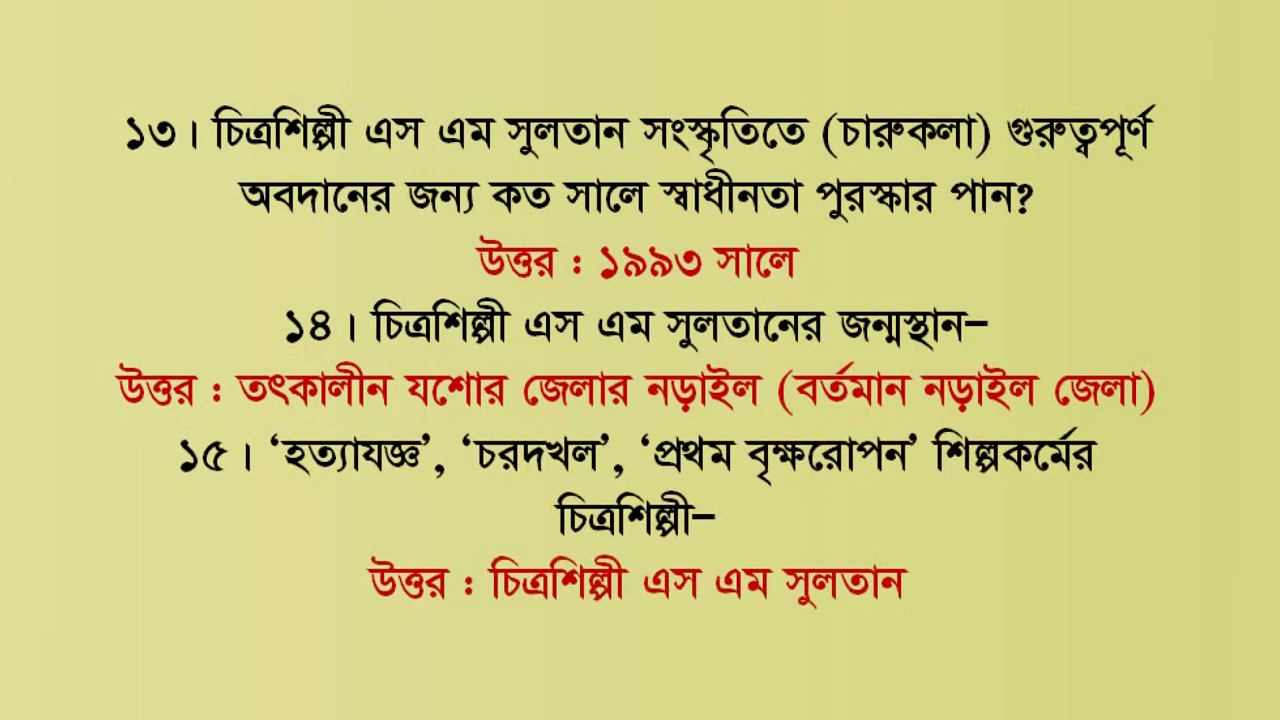 ১৩। চিত্রশিল্পী এস এম সুলতান সংস্কৃতিতে (চারুকলা) গুরুত্বপূর্ণ
অবদানের জন্য কত সালে স্বাধীনতা পুরস্কার পান?
উত্তর : ১৯৯৩ সালে
১৪। চিত্রশিল্পী এস এম সুলতানের জন্মস্থান–
উত্তর : তৎকালীন যশোর জেলার নড়াইল (বর্তমান নড়াইল জেলা)
১৫। ‘হত্যাযজ্ঞ’, ‘চরদখল’, ‘প্রথম বৃক্ষরোপন’ শিল্পকর্মের
চিত্রশিল্পী–
উত্তর : চিত্রশিল্পী এস এম সুলতান